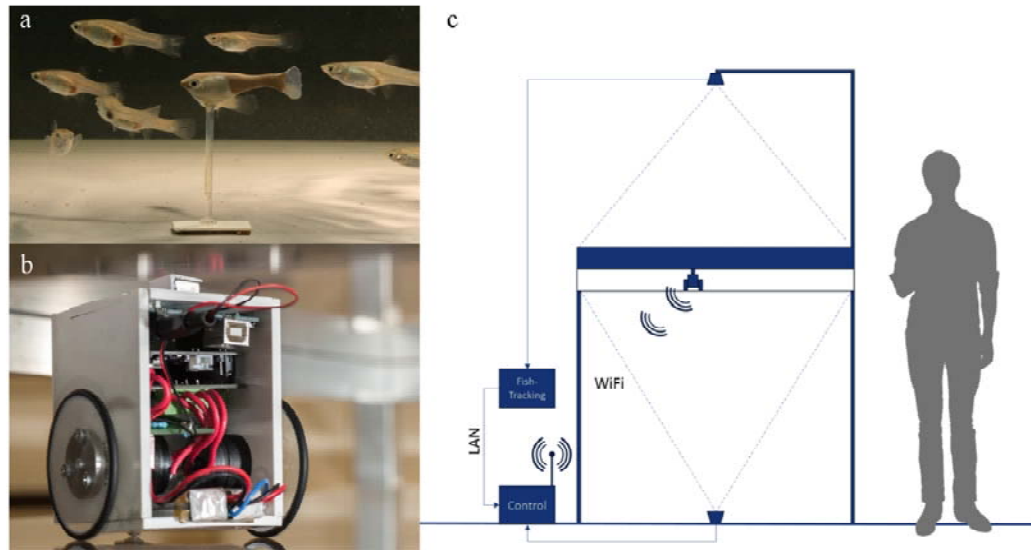 a
b
c
Fish-
Tracking
LAN
WiFi
Control